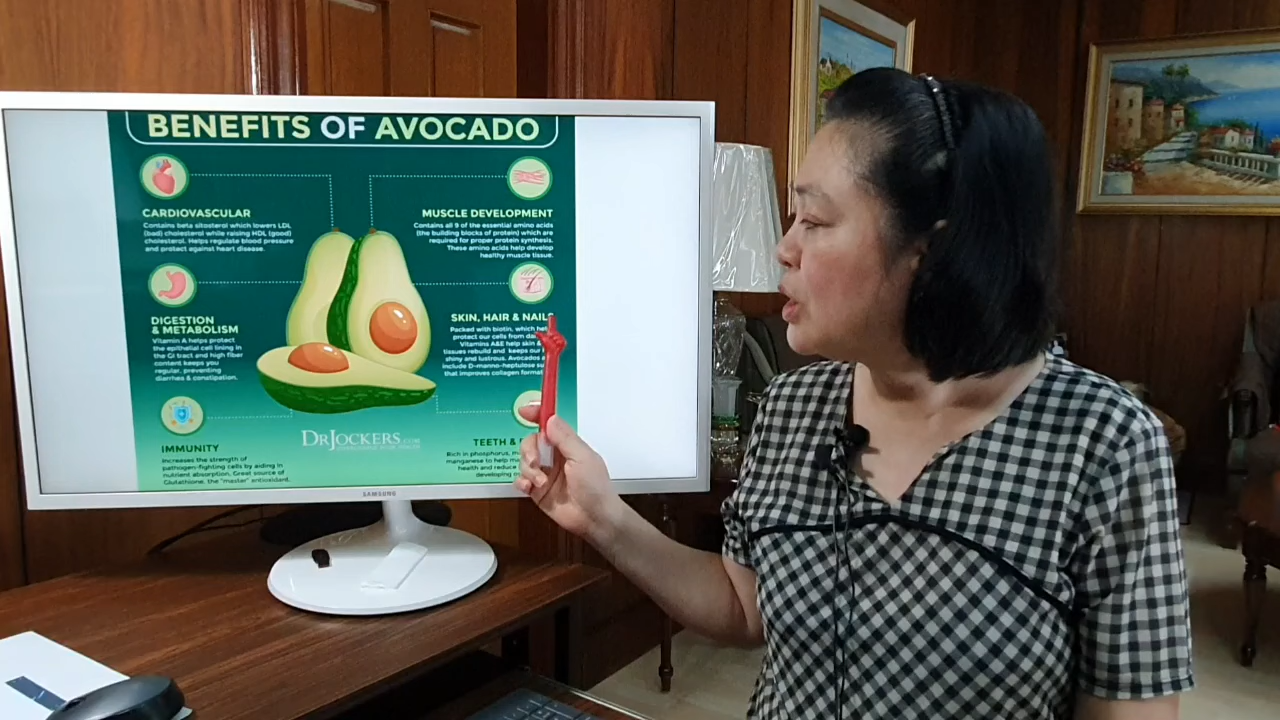 BENEFITS OF AVOCADO
CARDIOVASCULAR
Contains beta sitosterol which lowers LDL
(bad) cholesterol while raising HDL (good)
cholesterol. Helps regulate blood pressure
and protect against heart disease.
MUSCLE DEVELOPMENT
Contains all 9 of the essential amino acids
(the building blocks of protein) which are
required for proper protein synthesis.
These amino acids help develop
healthy muscle tissue.
DIGESTION
& METABOLISM
Vitamin A helps protect
the epithelial cell lining in
the GI tract and high fiber
content keeps you
regular, preventing
diarrhea & constipation.
SKIN, HAIR & NAILS
Packed with biotin, which
protect our cells from
Vitamins A&E help skin
tissues rebuild and keeps our
shiny and lustrous. Avocados
include D-manno-heptulose
that improves collagen
IMMUNITY
Increases the strength of
pathogen-fighting cells by aiding in
nutrient absorption. Great source of
Glutathione, the "master" antioxidant.
DRJOCKERS.COM
TEETH &
Rich in phosphorus,
manganese to help
health and reduce
developing
SAMSUNG